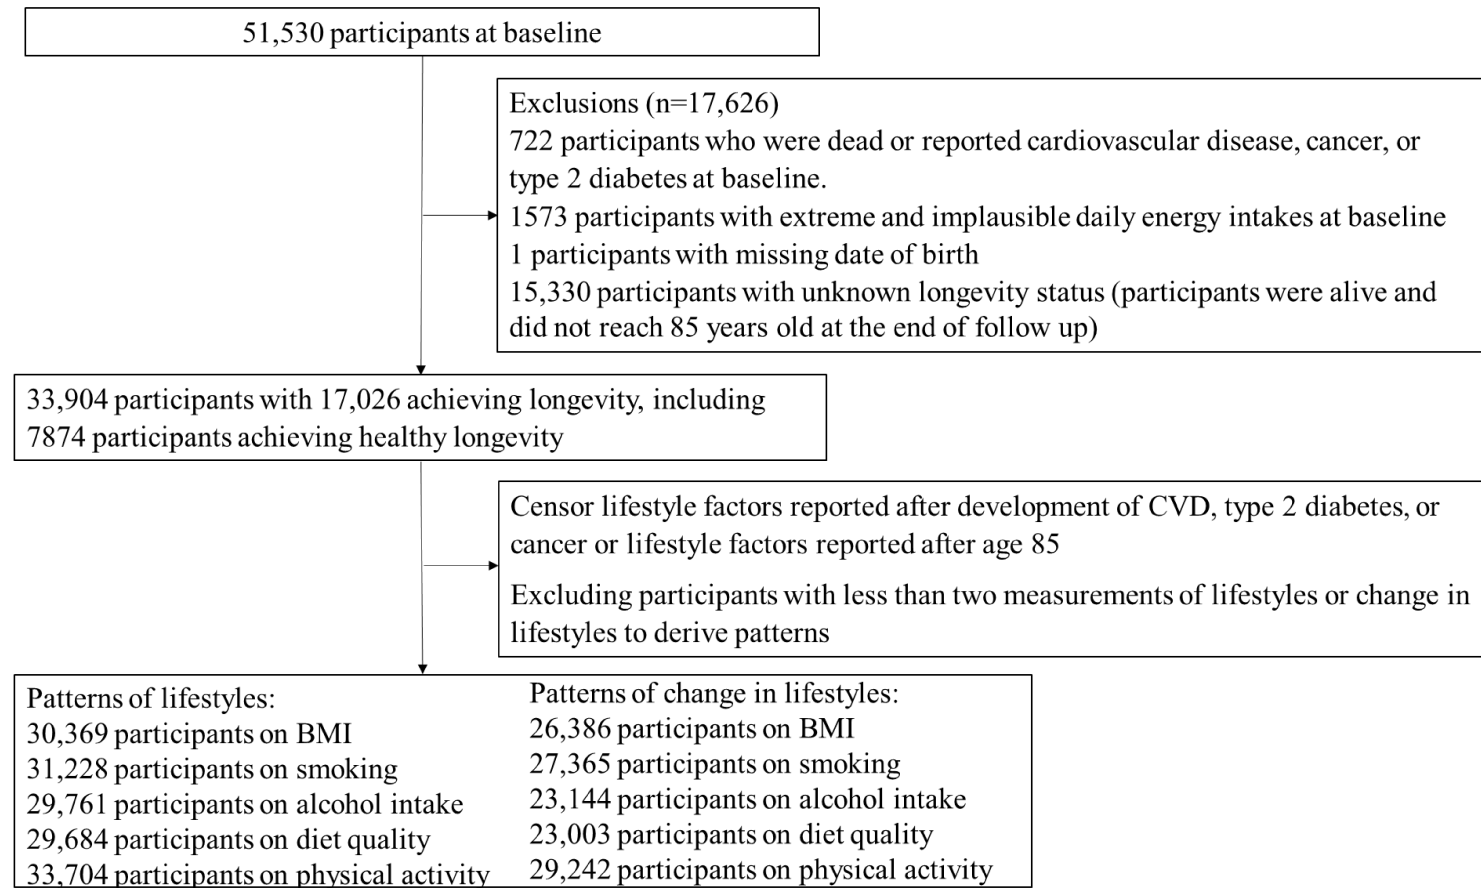 51,530 participants at baseline
Exclusions (n=17,626)
722 participants who were dead or reported cardiovascular disease, cancer, or
type 2 diabetes at baseline.
1573 participants with extreme and implausible daily energy intakes at baseline
1 participants with missing date of birth
15,330 participants with unknown longevity status (participants were alive and
did not reach 85 years old at the end of follow up)
33,904 participants with 17,026 achieving longevity, including
7874 participants achieving healthy longevity
Censor lifestyle factors reported after development of CVD, type 2 diabetes, or
cancer or lifestyle factors reported after age 85
Excluding participants with less than two measurements of lifestyles or change in
lifestyles to derive patterns
Patterns of lifestyles:
30,369 participants on BMI
31,228 participants on smoking
29,761 participants on alcohol intake
29,684 participants on diet quality
33,704 participants on physical activity
Patterns of change in lifestyles:
26,386 participants on BMI
27,365 participants on smoking
23,144 participants on alcohol intake
23,003 participants on diet quality
29,242 participants on physical activity